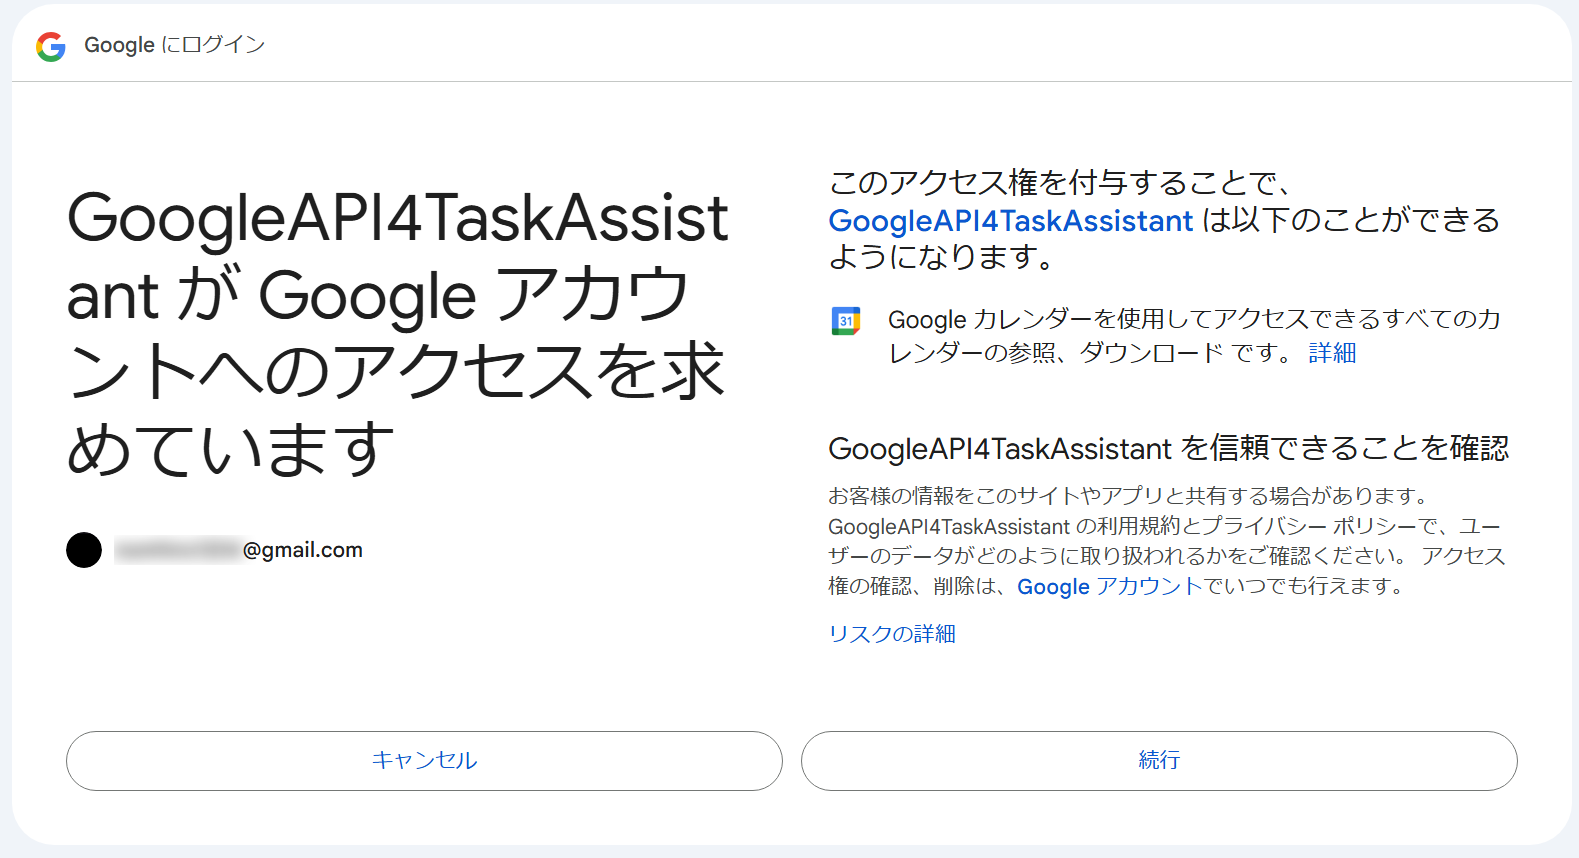 Google にログイン
GoogleAPI4TaskAssist
ant が Google アカウ
ントへのアクセスを求
めています
@gmail.com
このアクセス権を付与することで、
GoogleAPI4TaskAssistant は以下のことができる
ようになります。
31
Google カレンダーを使用してアクセスできるすべてのカ
レンダーの参照、ダウンロード です。 詳細
GoogleAPI4TaskAssistant を信頼できることを確認
お客様の情報をこのサイトやアプリと共有する場合があります。
GoogleAPI4TaskAssistant の利用規約とプライバシー ポリシーで、ユー
ザーのデータがどのように取り扱われるかをご確認ください。 アクセス
権の確認、削除は、Google アカウントでいつでも行えます。
リスクの詳細
キャンセル
続行